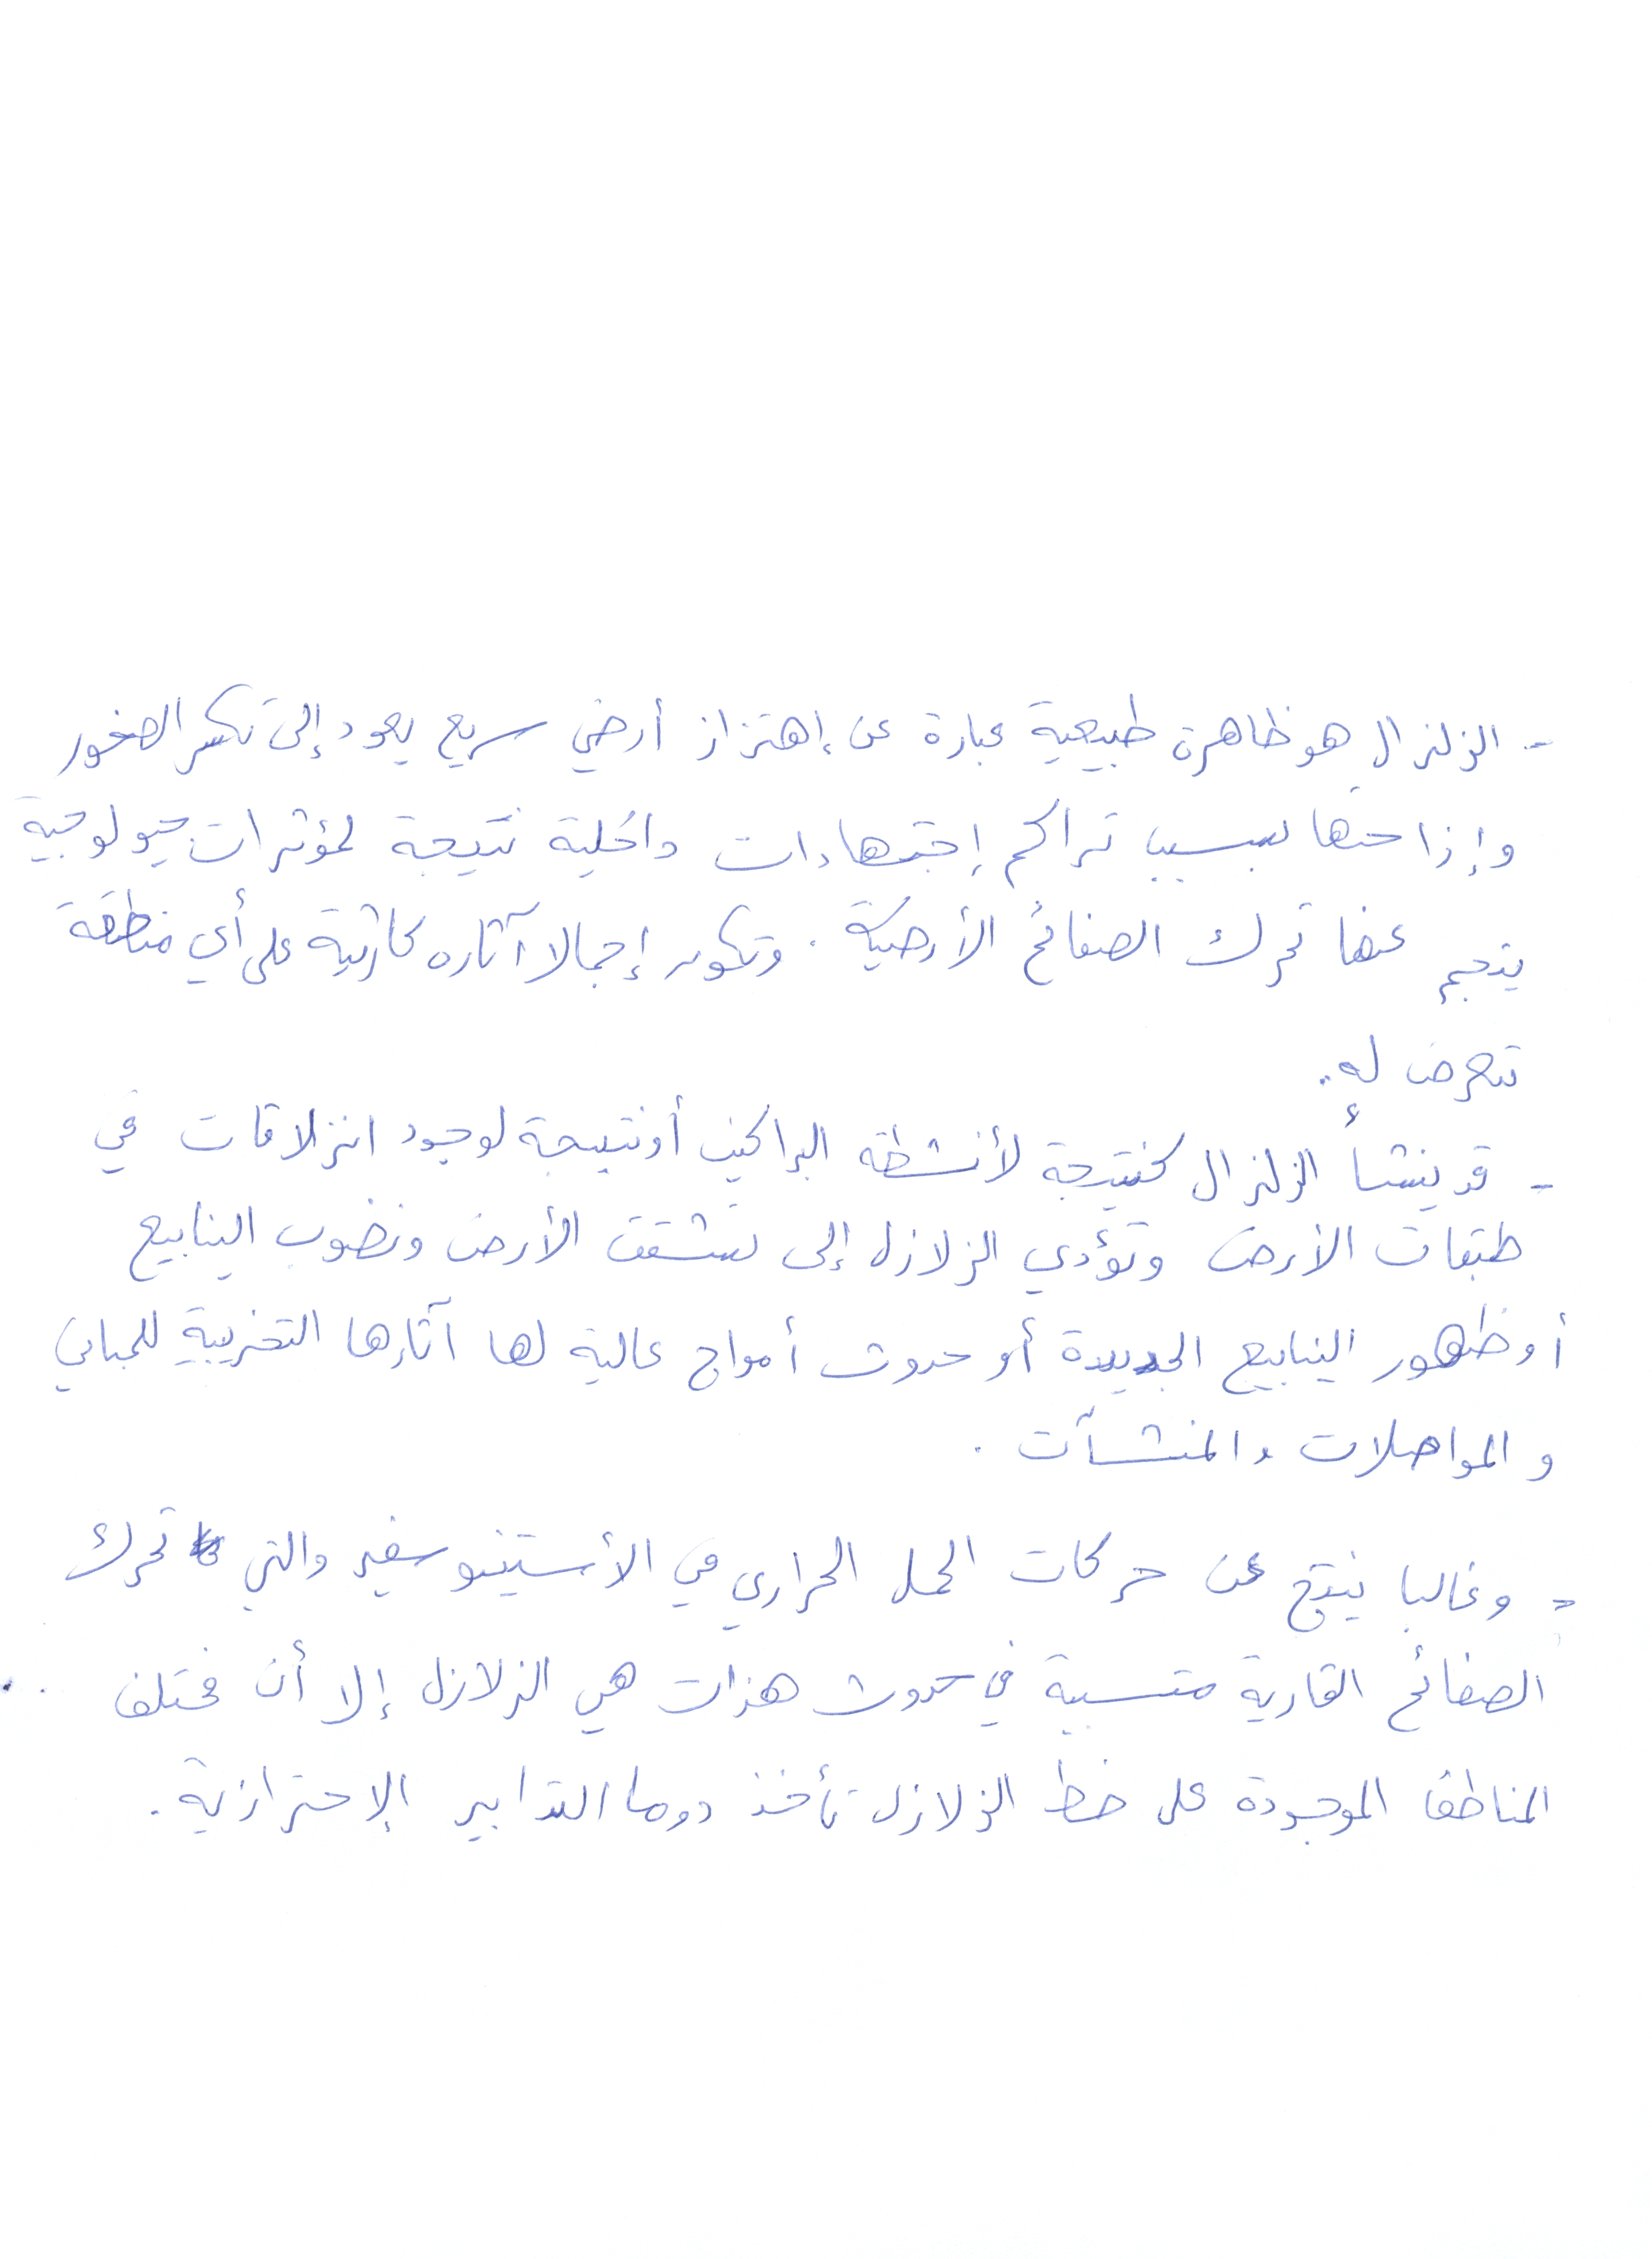 - الزلزال هو ظاهرة طبيعية عبارة عن إهتزاز أرضي سريع يعود إلى تكسر الصخور
وإزاحتها بسبب تراكم إجتهادات داخلية نتيجة لمؤثرات جيولوجية
ينجم عنها تحرك الصفائح الأرضية. وتكون إجمالا آثاره كارثية على أي منطقة
تتعرض له.
- قد ينشأ الزلزال كنتيجة لأنشطة البراكين أو نتيجة لوجود انزلاقات في
طبقات الأرض وتؤدي الزلازل إلى تشقق الأرض ونضوب الينابيع
أو ظهور الينابيع الجديدة أو حدوث أمواج عالية لها آثارها التخريبية للمباني
و المواصلات والمنشآت.
- وغالبا ينتج عن حركات الحمل الحراري في الأستينوسفير والتي تحرك
الصفائح القارية متسببة في حدوث هزات هي الزلازل إلا أن مختلف
المناطق الموجودة على خط الزلازل تأخذ دوما التدابير الإحترازية.